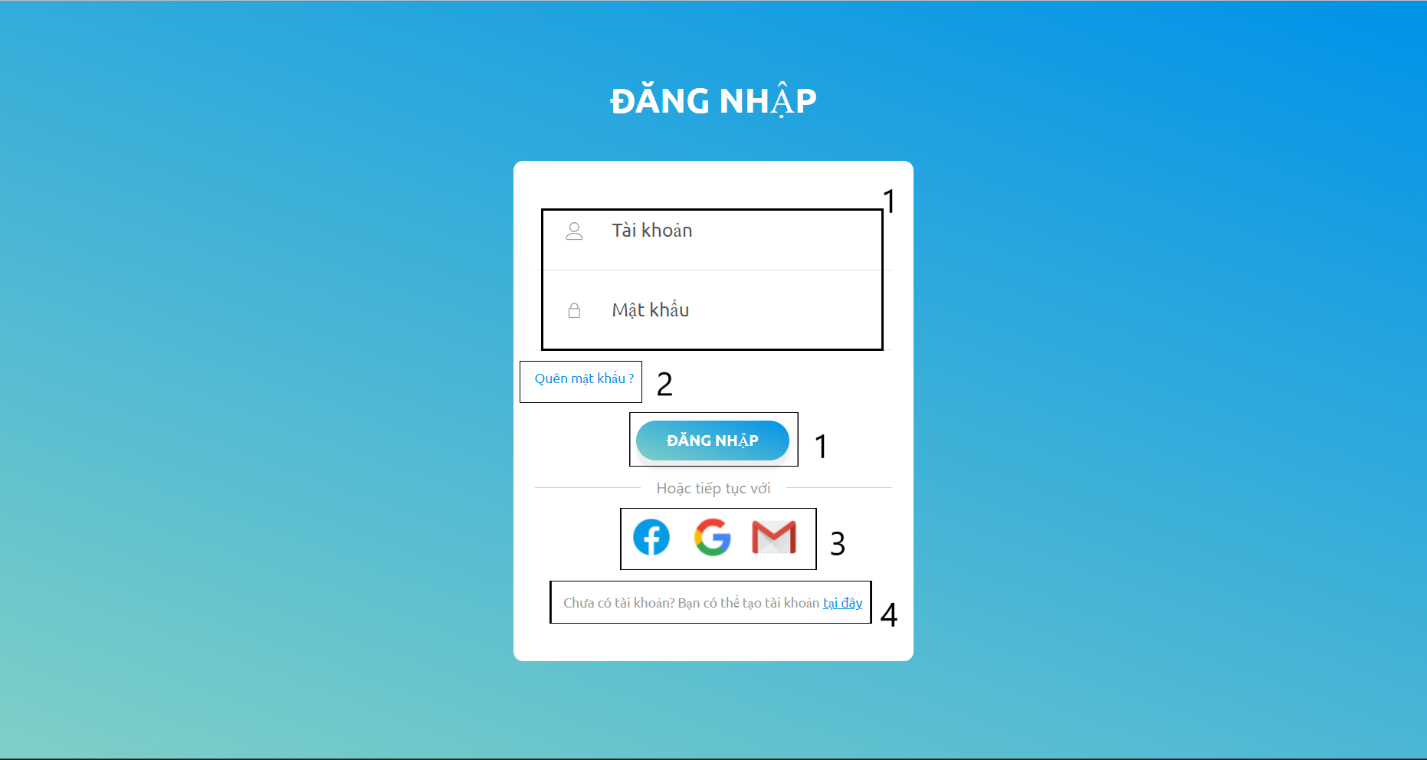 ĐĂNG NHẬP
1
Tài khoản
Mật khẩu
Quên mật khẩu ?
2
ĐĂNG NHẬP
1
Hoặc tiếp tục với
3
Chưa có tài khoản? Bạn có thể tạo tài khoản tại đây
4